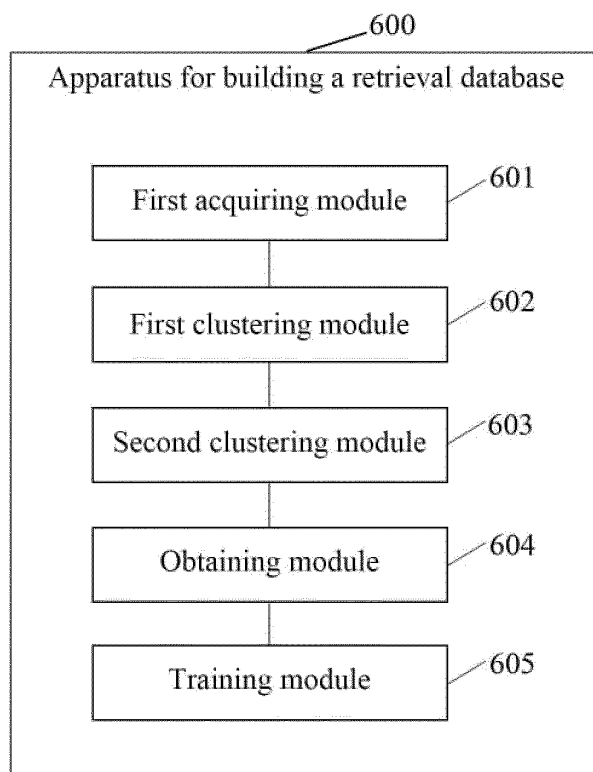 600
Apparatus for building a retrieval database
First acquiring module
601
First clustering module
602
Second clustering module
603
Obtaining module
604
Training module
605